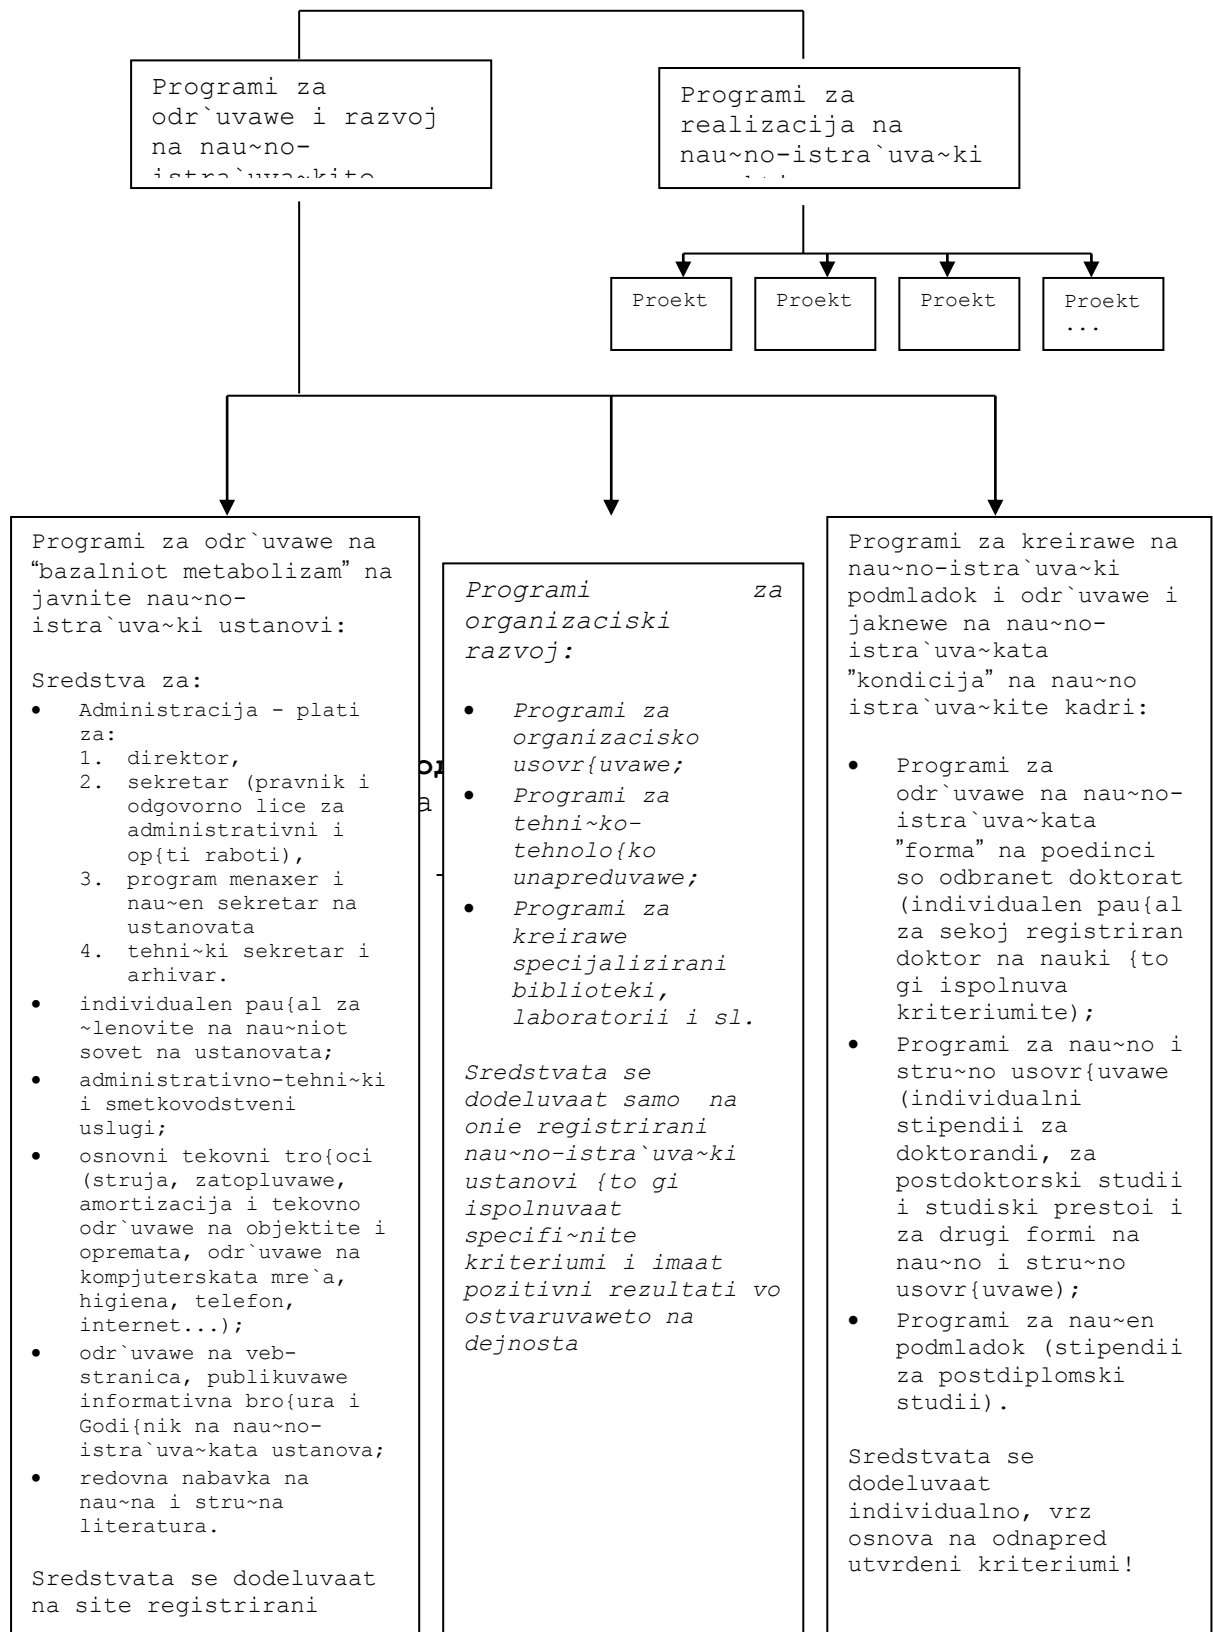 Programi za
odr`uvawe i razvoj
na nau~no-
istra`uva~kite
Programi za
realizacija na
nau~no-istra`uva~ki
Proekt
Proekt
Proekt
Proekt
...
Programi za odr`uvawe na
“bazalniot metabolizam” na
javnite nau~no-
istra`uva~ki ustanovi:
Sredstva za:
• Administracija - plati
za:
1. direktor,
2. sekretar (pravnik i
odgovorno lice za
administrativni i
op{ti raboti),
3. program menaxer i
nau~en sekretar na
ustanovata
4. tehni~ki sekretar i
arhivar.
• individualen pau{al za
~lenovite na nau~niot
sovet na ustanovata;
• administrativno-tehni~ki
i smetkovodstveni
uslugi;
• osnovni tekovni tro{oci
(struja, zatopluvawe,
amortizacija i tekovno
odr`uvawe na objektite i
opremata, odr`uvawe na
kompjuterskata mre`a,
higiena, telefon,
internet...);
• odr`uvawe na veb-
stranica, publikuvawe
informativna bro{ura i
Godi{nik na nau~no-
istra`uva~kata ustanova;
• redovna nabavka na
nau~na i stru~na
literatura.
Sredstvata se dodeluvaat
na site registrirani
a
Programi za
organizaciski
razvoj:
• Programi za
organizacisko
usovr{uvawe;
• Programi za
tehni~ko-
tehnolo{ko
unapreduvawe;
• Programi za
kreirawe
specijalizirani
biblioteki,
laboratorii i sl.
Sredstvata se
dodeluvaat samo na
onie registrirani
nau~no-istra`uva~ki
ustanovi {to gi
ispolnuvaat
specifi~nite
kriteriumi i imaat
pozitivni rezultati vo
ostvaruvaweto na
dejnosta
Programi za kreirawe na
nau~no-istra`uva~ki
podmladok i odr`uvawe i
jaknewe na nau~no-
istra`uva~kata
”kondicija” na nau~no
istra`uva~kite kadri:
• Programi za
odr`uvawe na nau~no-
istra`uva~kata
”forma” na poedinci
so odbranet doktorat
(individualen pau{al
za sekoj registriran
doktor na nauki {to
gi ispolnuva
kriteriumite);
• Programi za nau~no i
stru~no usovr{uvawe
(individualni
stipendii za
doktorandi, za
postdoktorski studii
i studiski prestoi i
za drugi formi na
nau~no i stru~no
usovr{uvawe);
• Programi za nau~en
podmladok (stipendii
za postdiplomski
studii).
Sredstvata se
dodeluvaat
individualno, vrz
osnova na odnapred
utvrdeni kriteriumi!